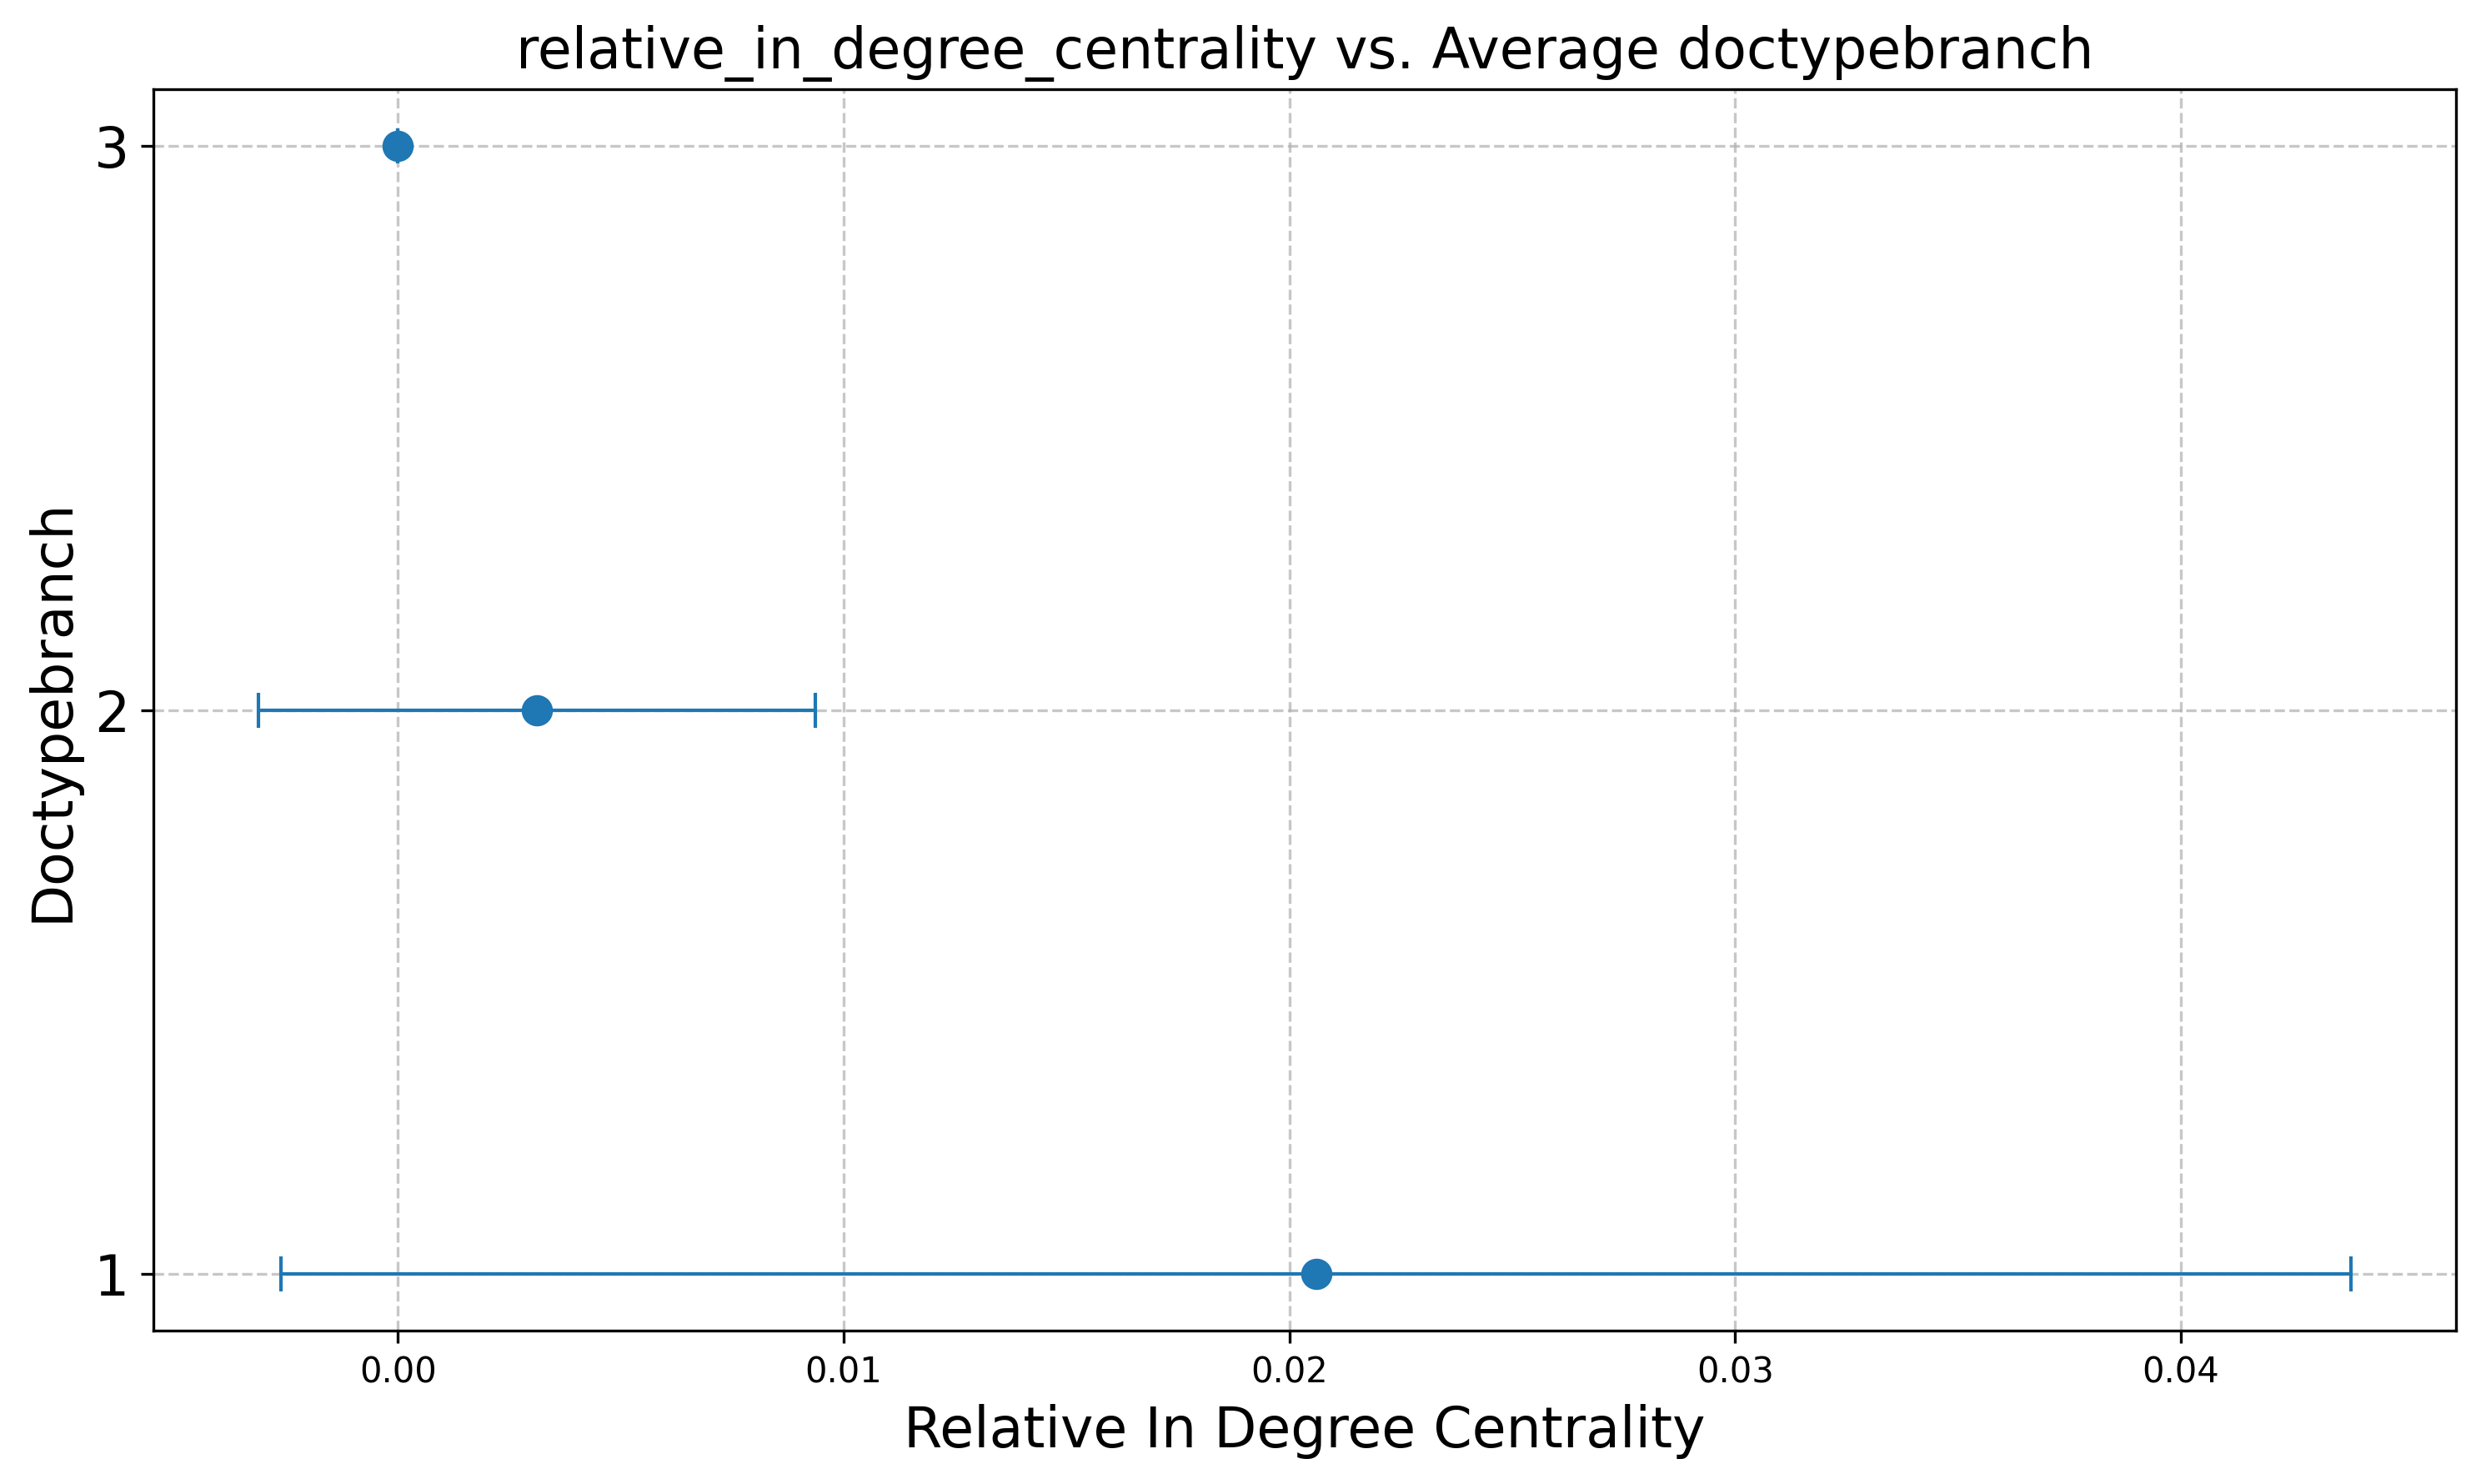 relative_in_degree_centrality vs. Average doctypebranch
3
2
1
Doctypebranch
0.00 0.01 0.02 0.03 0.04
Relative In Degree Centrality